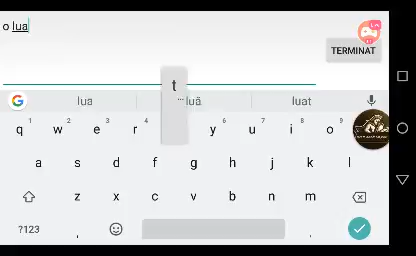 o lua
TERMINAT
t
lua luă luat
q 1 w 2 e 3 r 4 y 6 u 7 i 8 o 9
a s d f g h j k l
z x c v b n m
?123 , .